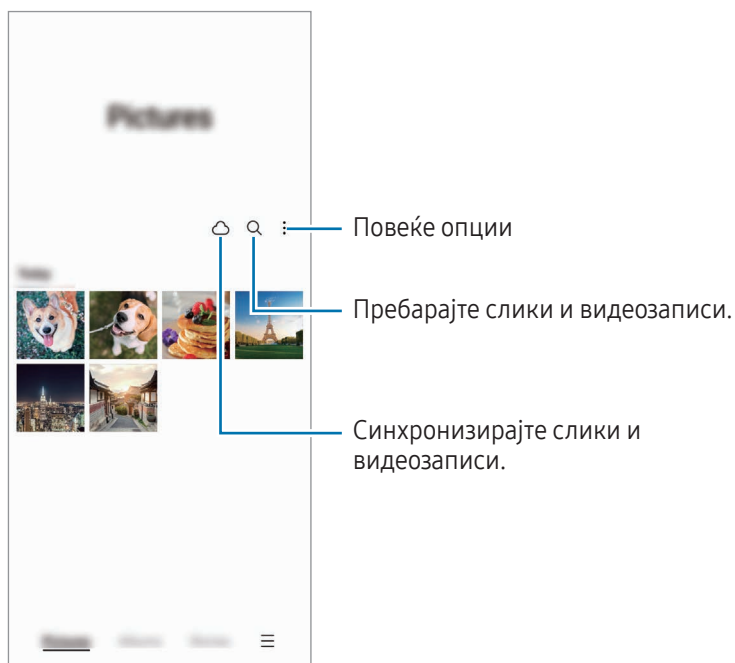 Pictures
Повеќе опции
Пребарајте слики и видеозаписи.
Синхронизирајте слики и
видеозаписи.